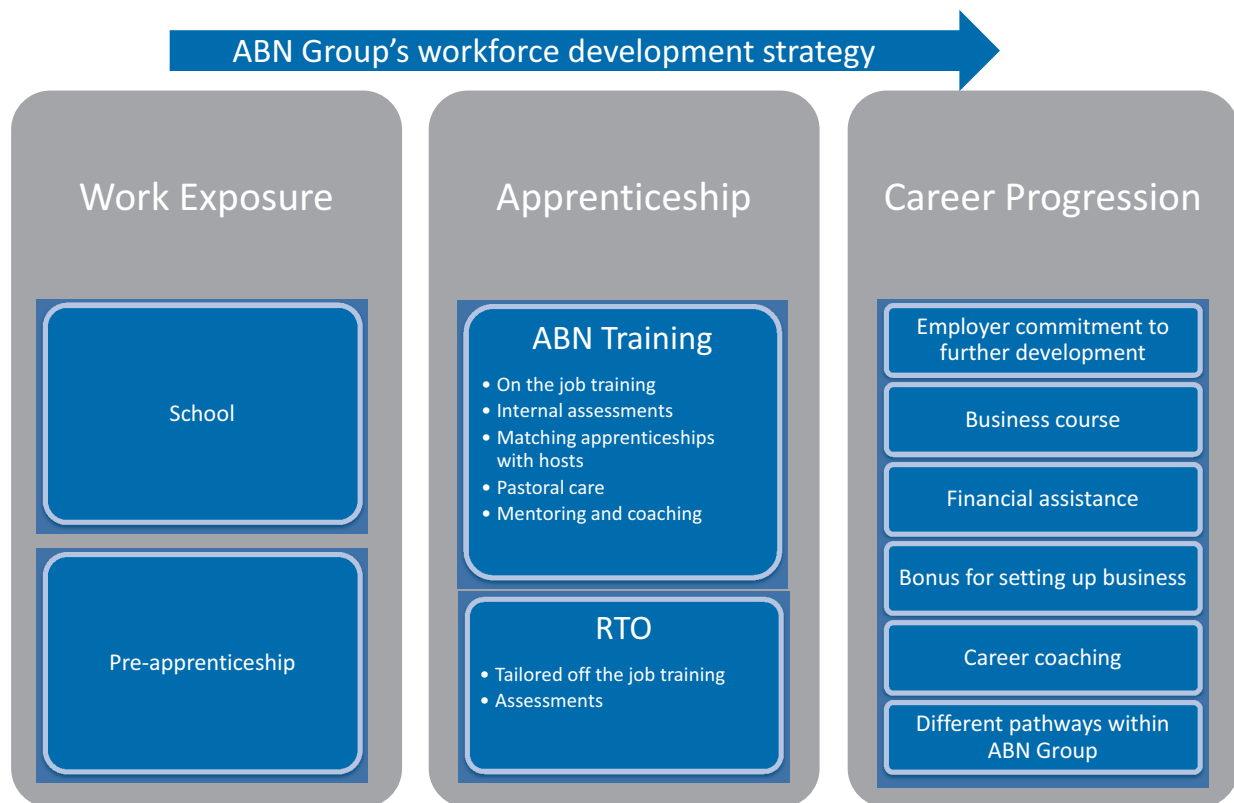 ABN Group’s workforce development strategy
Work Exposure
School
Pre-apprenticeship
Apprenticeship
ABN Training
• On the job training
• Internal assessments
• Matching apprenticeships
with hosts
• Pastoral care
• Mentoring and coaching
RTO
• Tailored off the job training
• Assessments
Career Progression
Employer commitment to
further development
Business course
Financial assistance
Bonus for setting up business
Career coaching
Different pathways within
ABN Group